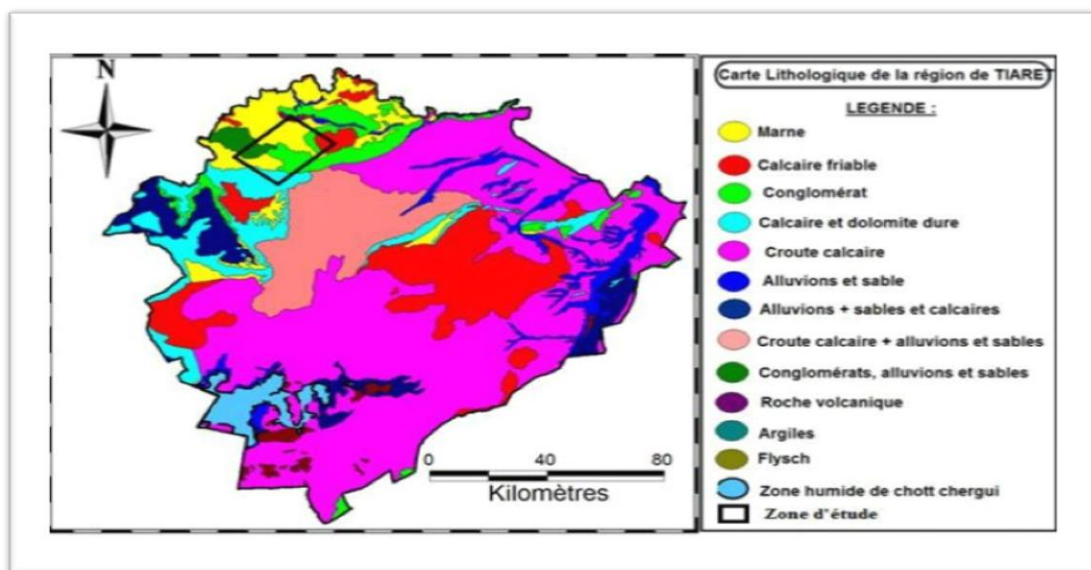 N
Carte Lithologique de la région de TIARET
LEGENDE :
Marne
Calcaire friable
Conglomérat
Calcaire et dolomite dure
Croute calcaire
Alluvions et sable
Alluvions + sables et calcaires
Croute calcaire + alluvions et sables
Conglomérats, alluvions et sables
Roche volcanique
Argiles
Flysch
Zone humide de chott chergui
Zone d'étude
0 40 80
Kilomètres